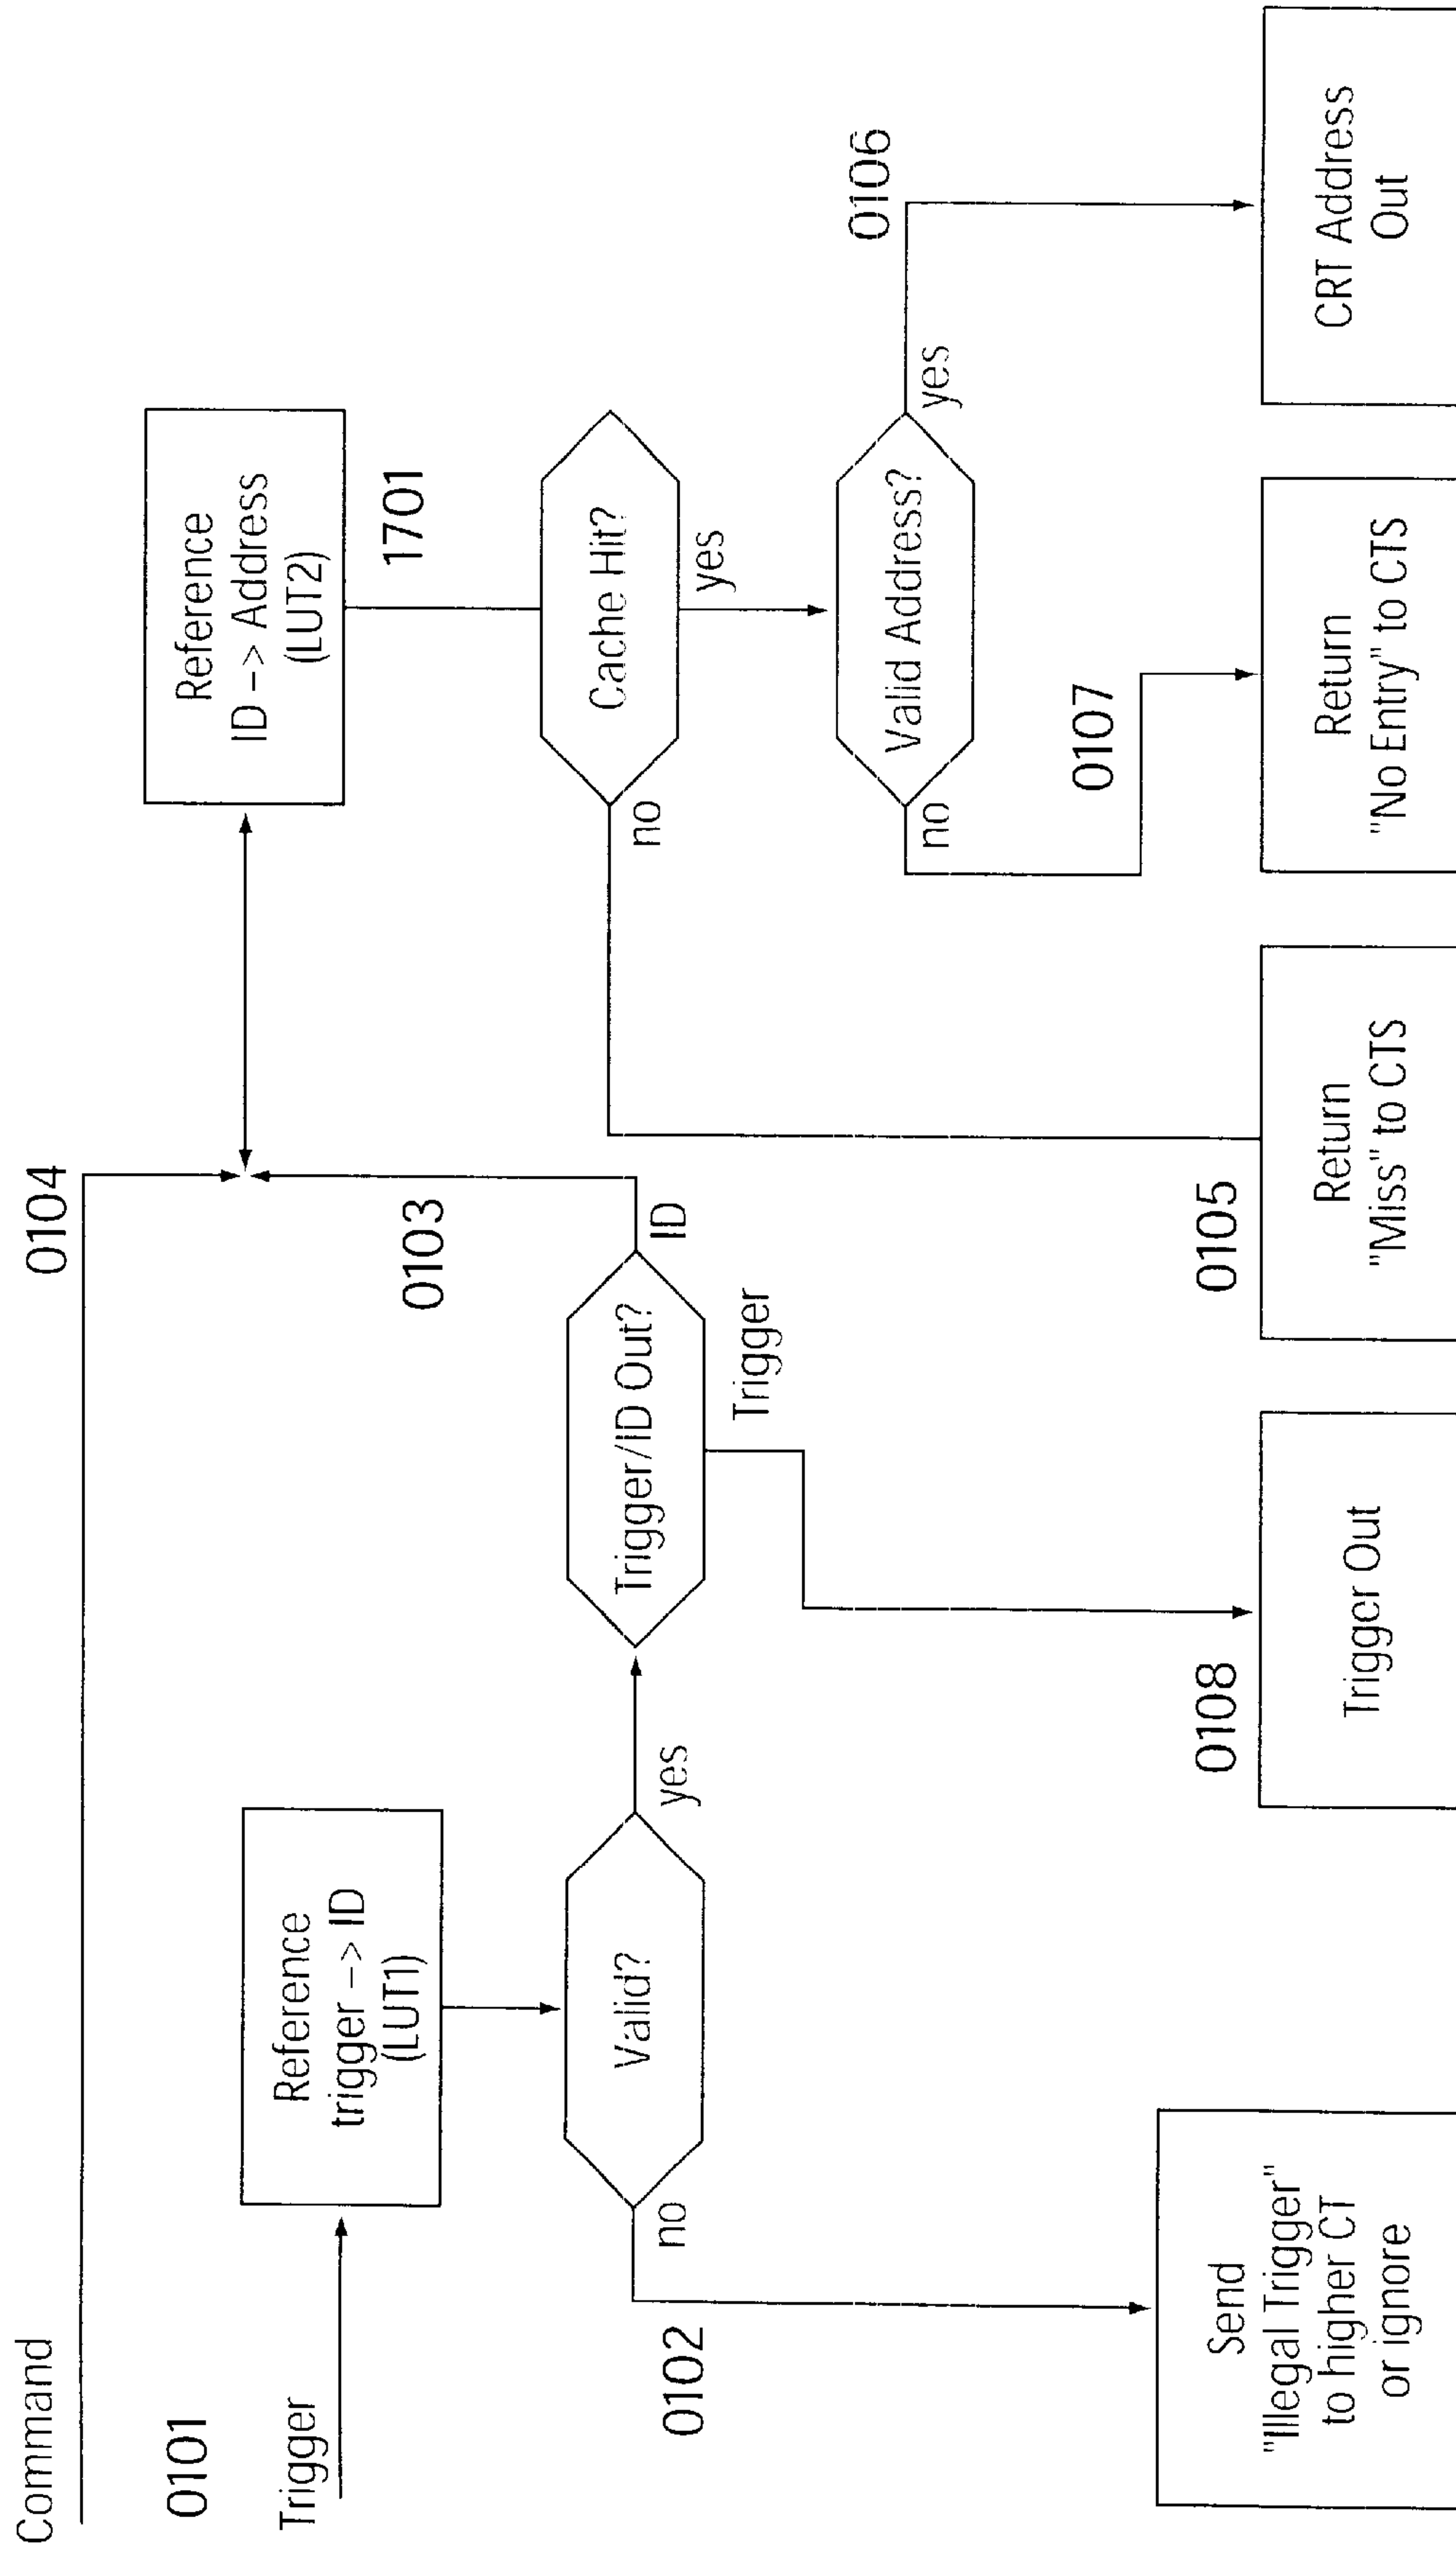 Command
0104
0101
Trigger
Reference
trigger -> ID
(LUT1)
Reference
ID -> Address
(LUT2)
1701
0103
Valid?
no
yes
Trigger/ID Out?
ID
Trigger
Cache Hit?
no
yes
0102
Valid Address?
no
yes
0106
0107
0108
0105
Send
"Illegal Trigger"
to higher CT
or ignore
Trigger Out
Return
"Miss" to CTS
Return
"No Entry" to CTS
CRT Address
Out